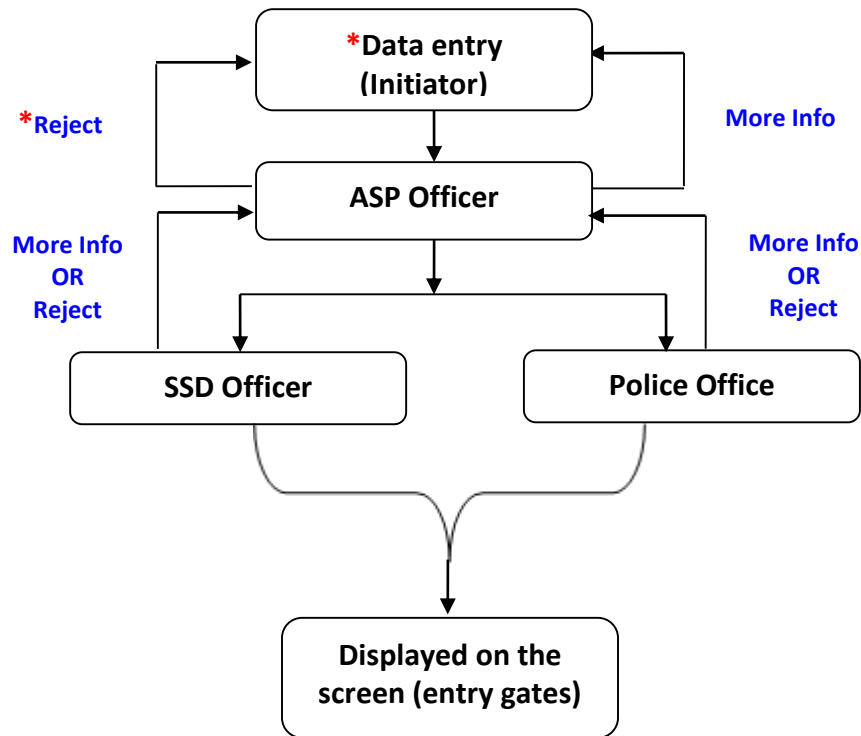 *Data entry
(Initiator)
*Reject
More Info
ASP Officer
More Info
OR
Reject
More Info
OR
Reject
SSD Officer
Police Office
Displayed on the
screen (entry gates)